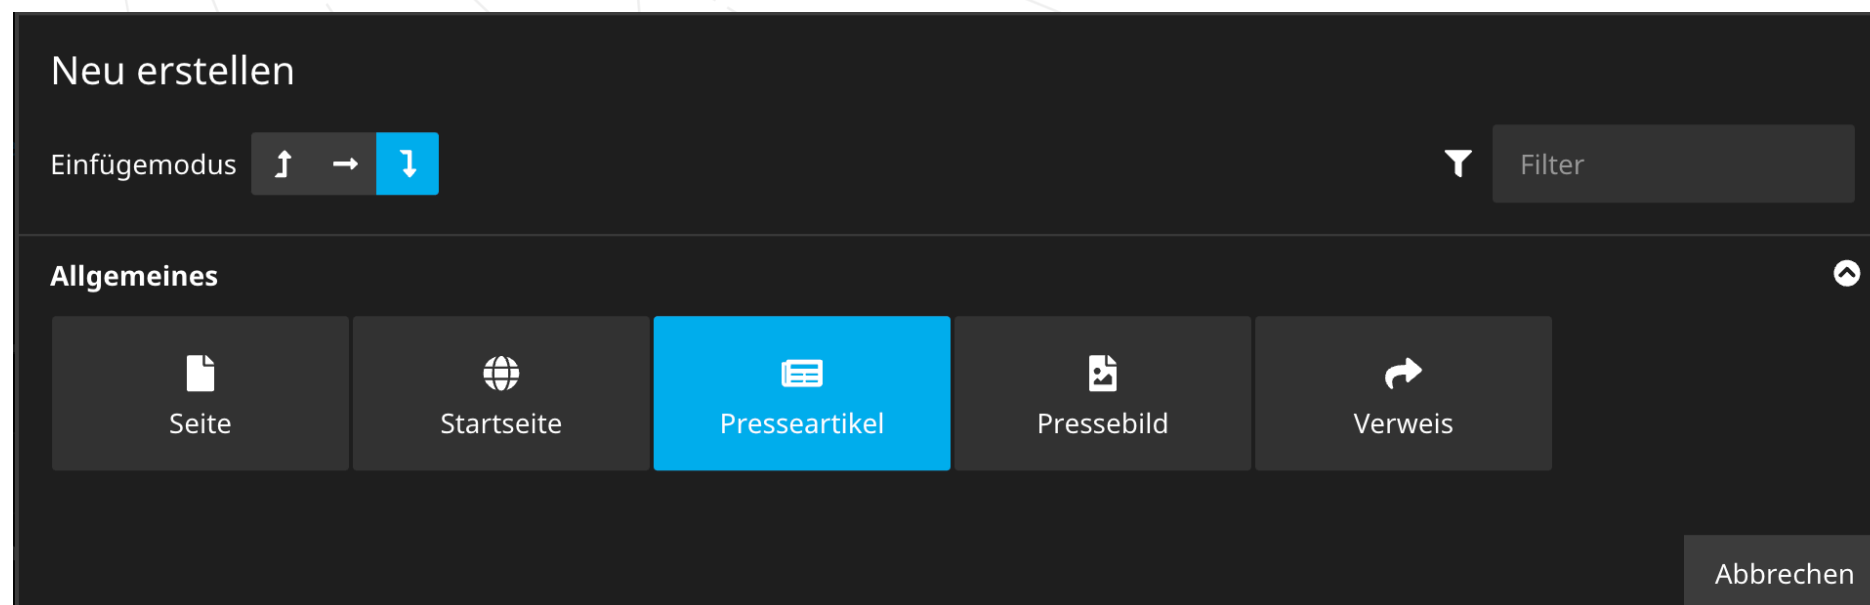 Neu erstellen
Einfügemodus
Filter
Allgemeines
Seite
Startseite
Presseartikel
Pressebild
Verweis
Abbrechen